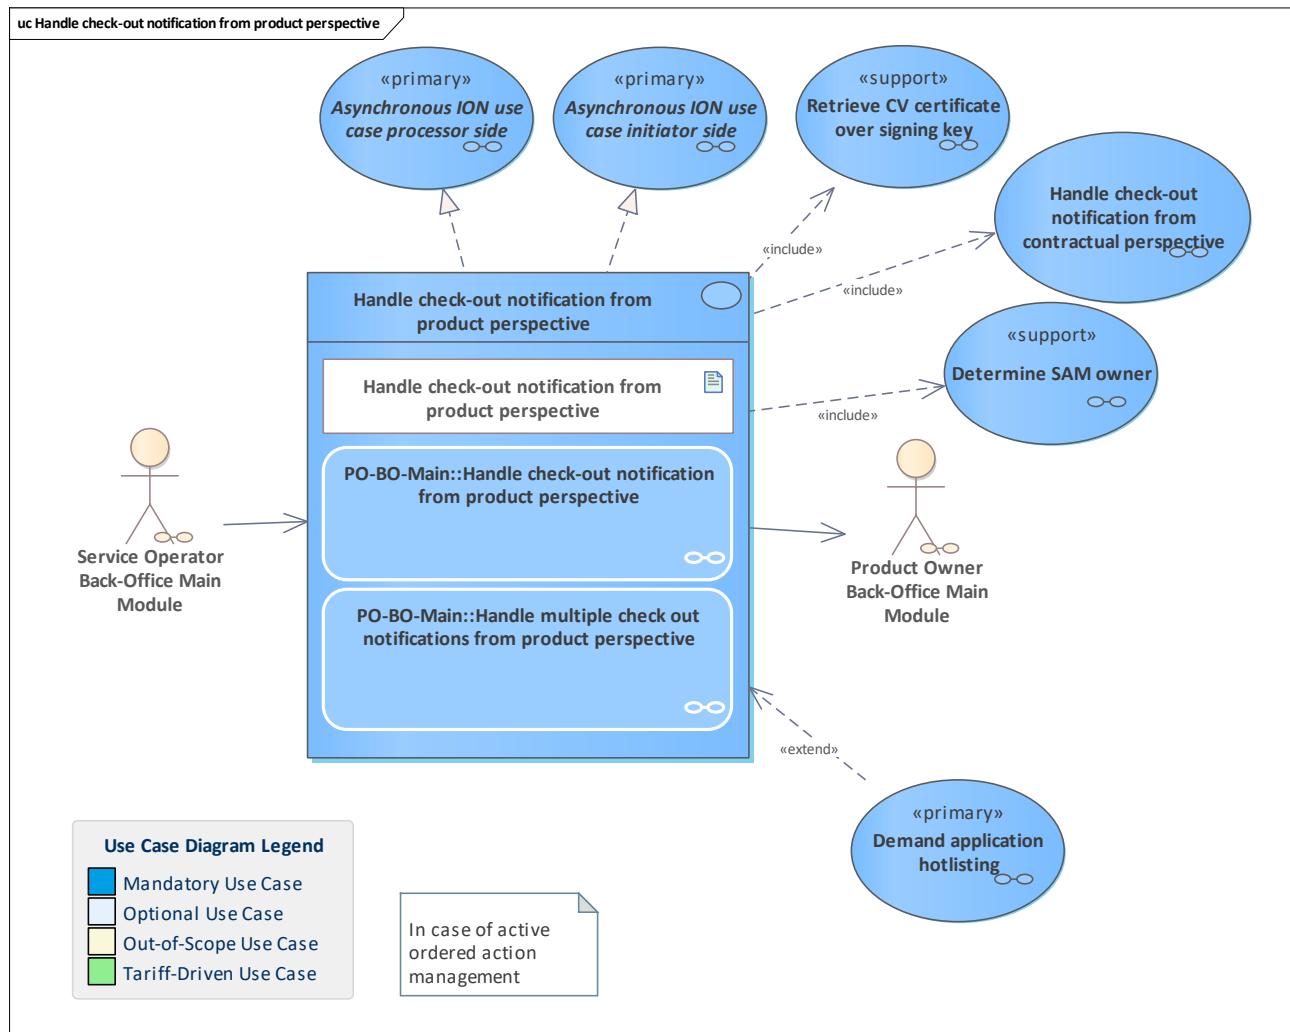 uc Handle check-out notification from product perspective
«primary»
Asynchronous ION use
case processor side
«primary»
Asynchronous ION use
case initiator side
«support»
Retrieve CV certificate
over signing key
Handle check-out
notification from
contractual perspective
«include»
«include»
«support»
Determine SAM owner
«include»
Handle check-out notification from
product perspective
Handle check-out notification from
product perspective
PO-BO-Main::Handle check-out notification
from product perspective
PO-BO-Main::Handle multiple check out
notifications from product perspective
Service Operator
Back-Office Main
Module
Product Owner
Back-Office Main
Module
«extend»
«primary»
Demand application
hotlisting
Use Case Diagram Legend
Mandatory Use Case
Optional Use Case
Out-of-Scope Use Case
Tariff-Driven Use Case
In case of active
ordered action
management